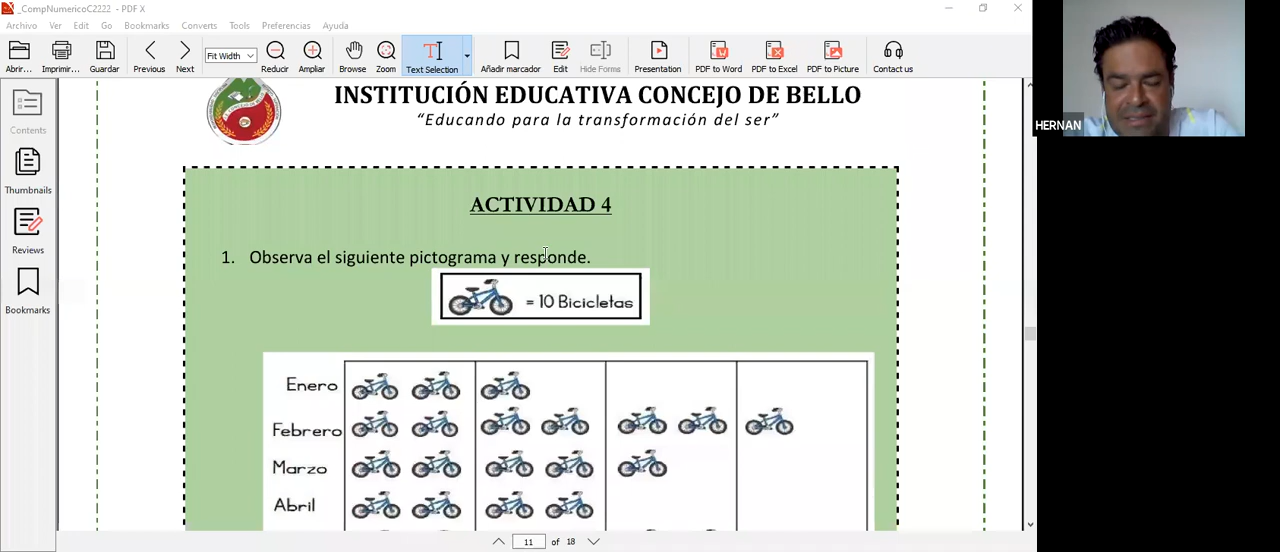 _CompNumericoC2222 - PDF X
Archivo Ver Edit Go Bookmarks Converts Tools Preferencias Ayuda
Abrir... Imprimir... Guardar Previous Next Fit Width Reducir Ampliar Browse Zoom Text Selection Añadir marcador Edit Hide Forms Presentation PDF to Word PDF to Excel PDF to Picture Contact us
Contents
Thumbnails
Reviews
Bookmarks
INSTITUCIÓN EDUCATIVA CONCEJO DE BELLO
“Educando para la transformación del ser”
ACTIVIDAD 4
1. Observa el siguiente pictograma y responde.
= 10 Bicicletas
Enero
Febrero
Marzo
Abril
11 of 18
HERNAN